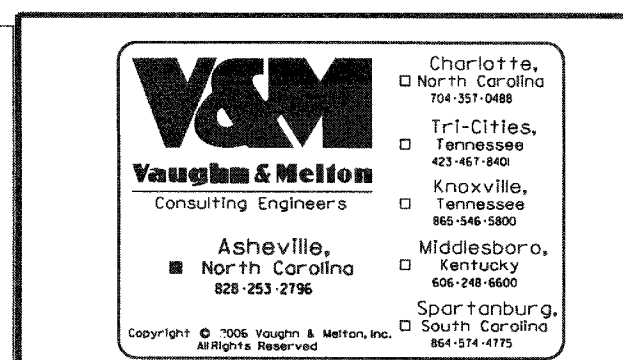 V&M
Vaughn & Melton
Consulting Engineers
Asheville,
North Carolina
828-253-2796
Copyright © 2006 Vaughn & Melton, Inc.
All Rights Reserved
Charlotte,
North Carolina
704-357-0488
Tri-Cities,
Tennessee
423-467-8401
Knoxville,
Tennessee
865-546-5800
Middlesboro,
Kentucky
606-248-6600
Spartanburg,
South Carolina
864-574-4775